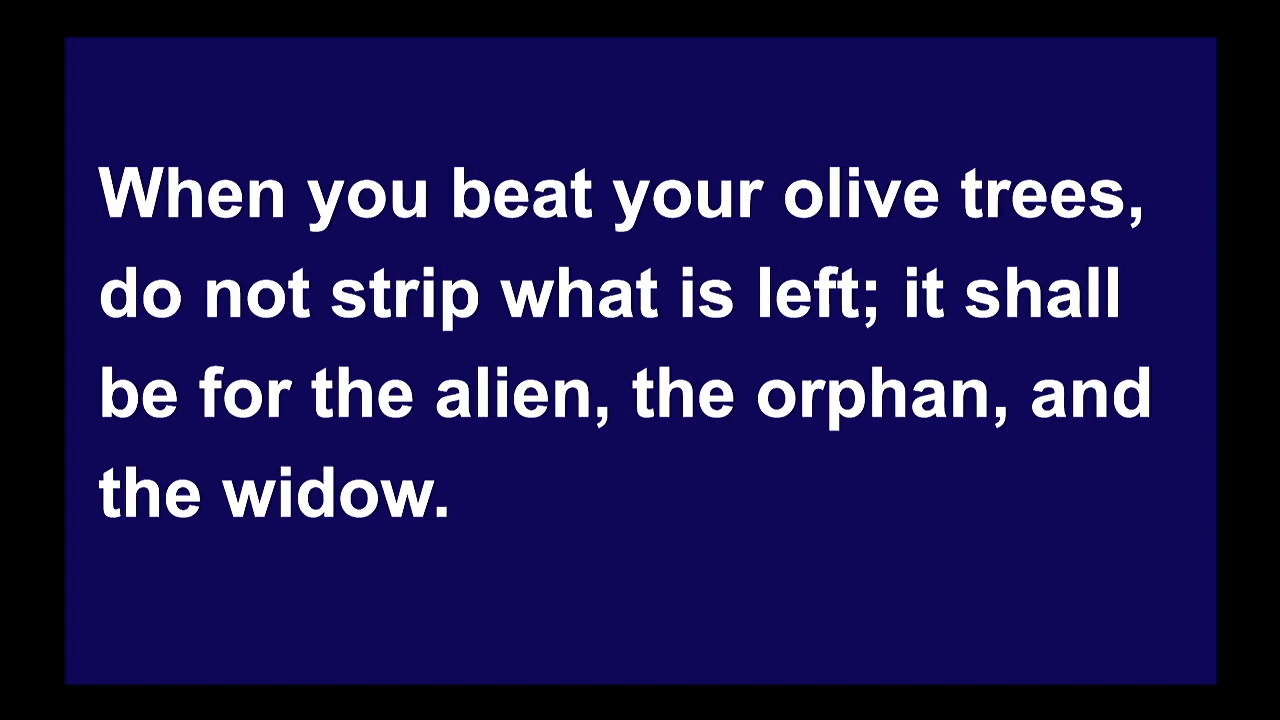 When you beat your olive trees,
do not strip what is left; it shall
be for the alien, the orphan, and
the widow.